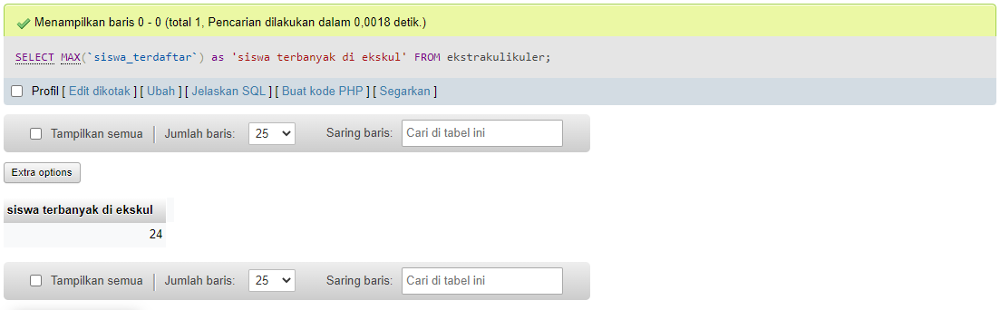 Menampilkan baris 0 - 0 (total 1, Pencarian dilakukan dalam 0,0018 detik.)
SELECT MAX(`siswa_terdaftar`) as 'siswa terbanyak di ekskul' FROM ekstrakulikuler;
Profil [ Edit dikotak ] [ Ubah ] [ Jelaskan SQL ] [ Buat kode PHP ] [ Segarkan ]
Tampilkan semua Jumlah baris: 25 Saring baris: Cari di tabel ini
Extra options
siswa terbanyak di ekskul
24
Tampilkan semua Jumlah baris: 25 Saring baris: Cari di tabel ini